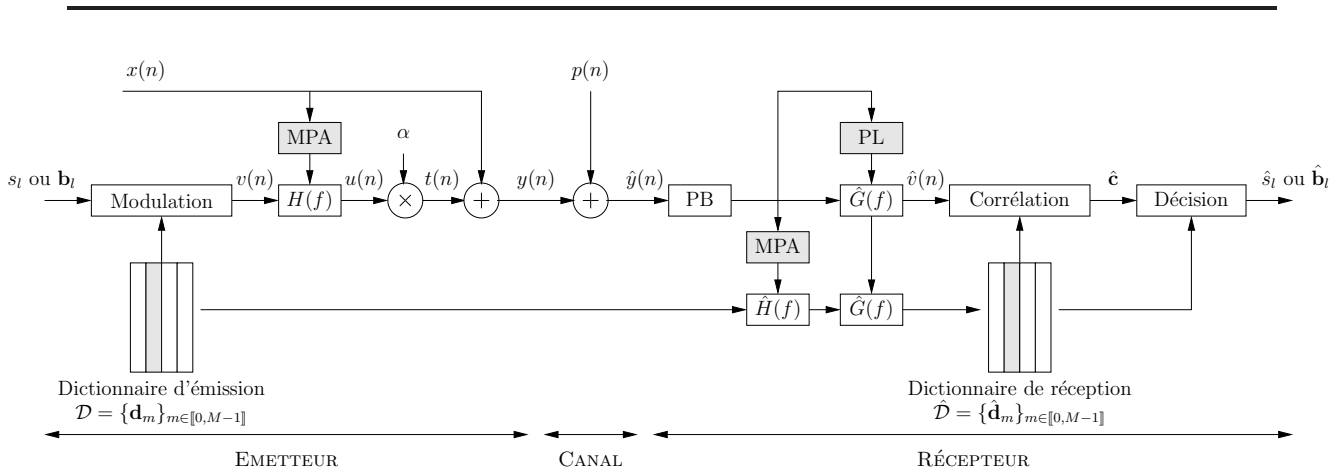 x(n)
p(n)
MPA
α
PL
s_l ou b_l
v(n)
u(n)
t(n)
y(n)
ŷ(n)
v̂(n)
ĉ
ŝ_l ou b̂_l
Modulation
H(f)
×
+
+
PB
Ĝ(f)
Corrélation
Décision
MPA
Ĥ(f)
Ĝ(f)
Dictionnaire d'émission
D = {d_m}_{m∈⟦0,M−1⟧}
Dictionnaire de réception
D̂ = {d̂_m}_{m∈⟦0,M−1⟧}
EMETTEUR
CANAL
RÉCEPTEUR